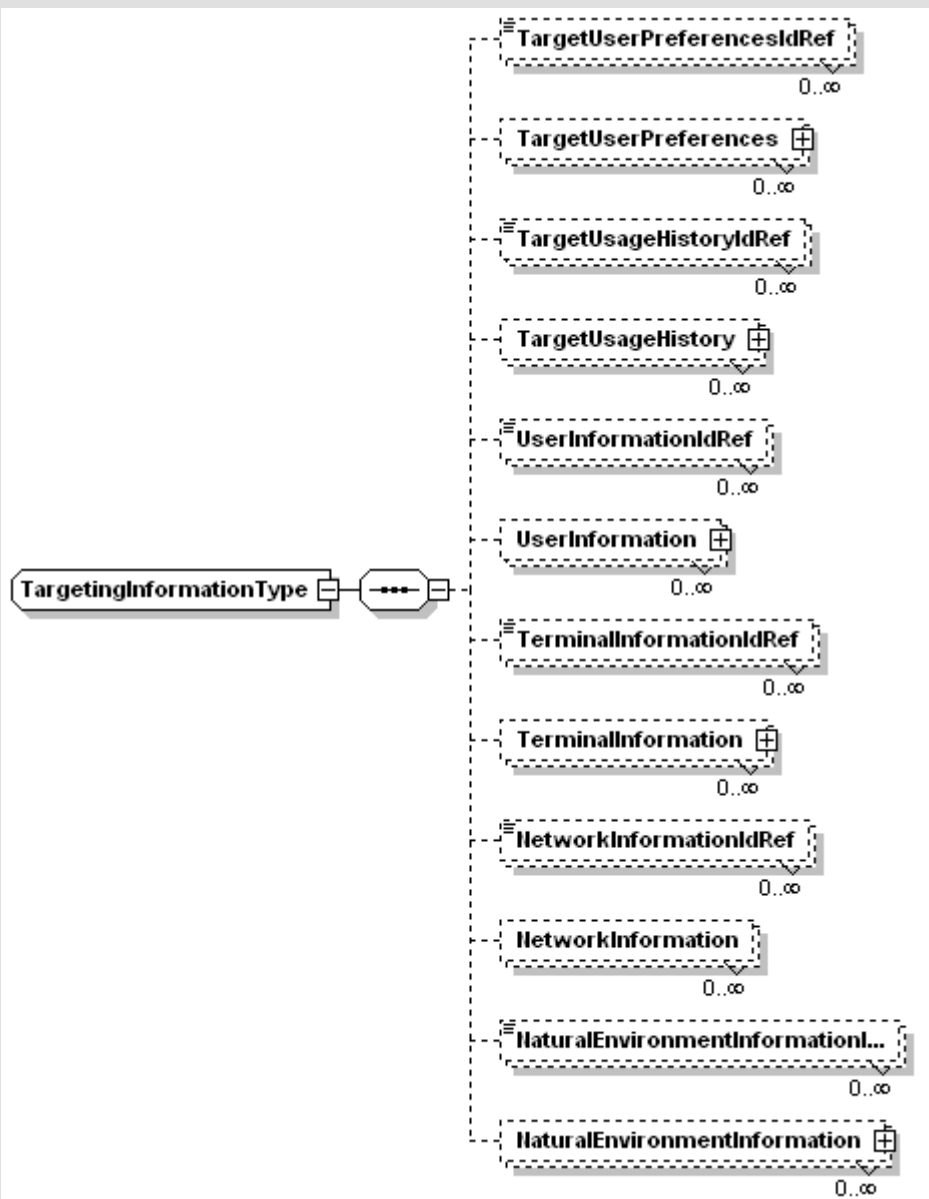 TargetUserPreferencesIdRef
0..∞
TargetUserPreferences
0..∞
TargetUsageHistoryIdRef
0..∞
TargetUsageHistory
0..∞
UserInformationIdRef
0..∞
UserInformation
0..∞
TargetingInformationType
TerminalInformationIdRef
0..∞
TerminalInformation
0..∞
NetworkInformationIdRef
0..∞
NetworkInformation
0..∞
NaturalEnvironmentInformationI...
0..∞
NaturalEnvironmentInformation
0..∞